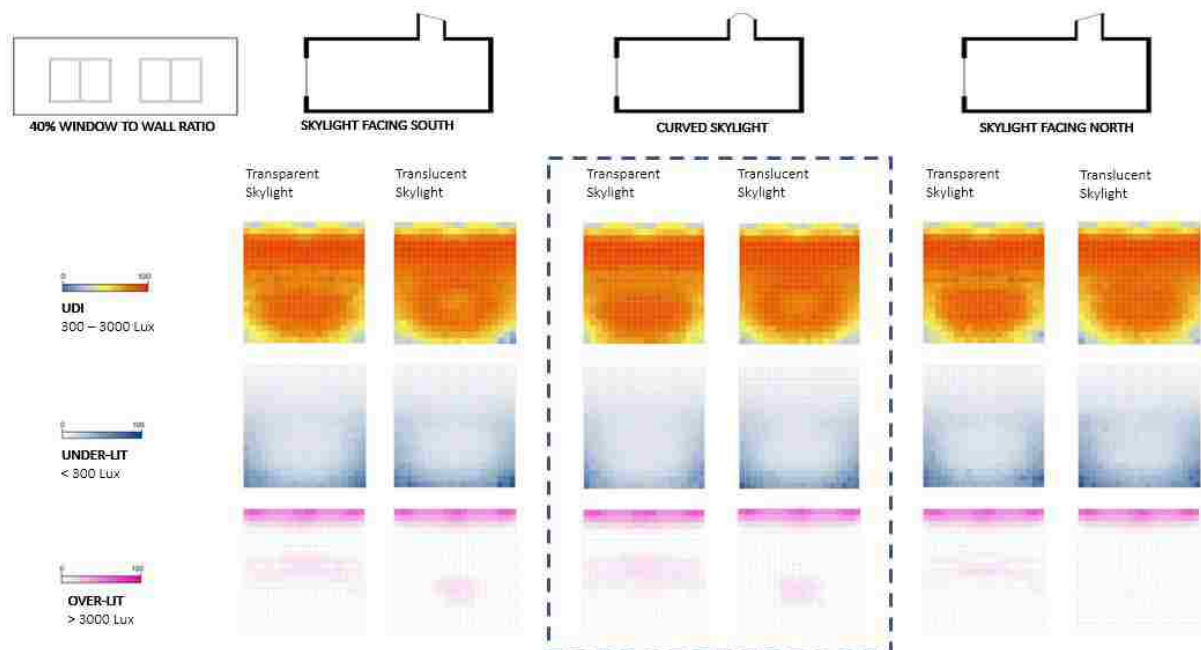 40% WINDOW TO WALL RATIO
SKYLIGHT FACING SOUTH
CURVED SKYLIGHT
SKYLIGHT FACING NORTH
Transparent
Skylight
Translucent
Skylight
Transparent
Skylight
Translucent
Skylight
Transparent
Skylight
Translucent
Skylight
0 100
UDI
300 – 3000 Lux
0 100
UNDER-LIT
< 300 Lux
0 100
OVER-LIT
> 3000 Lux